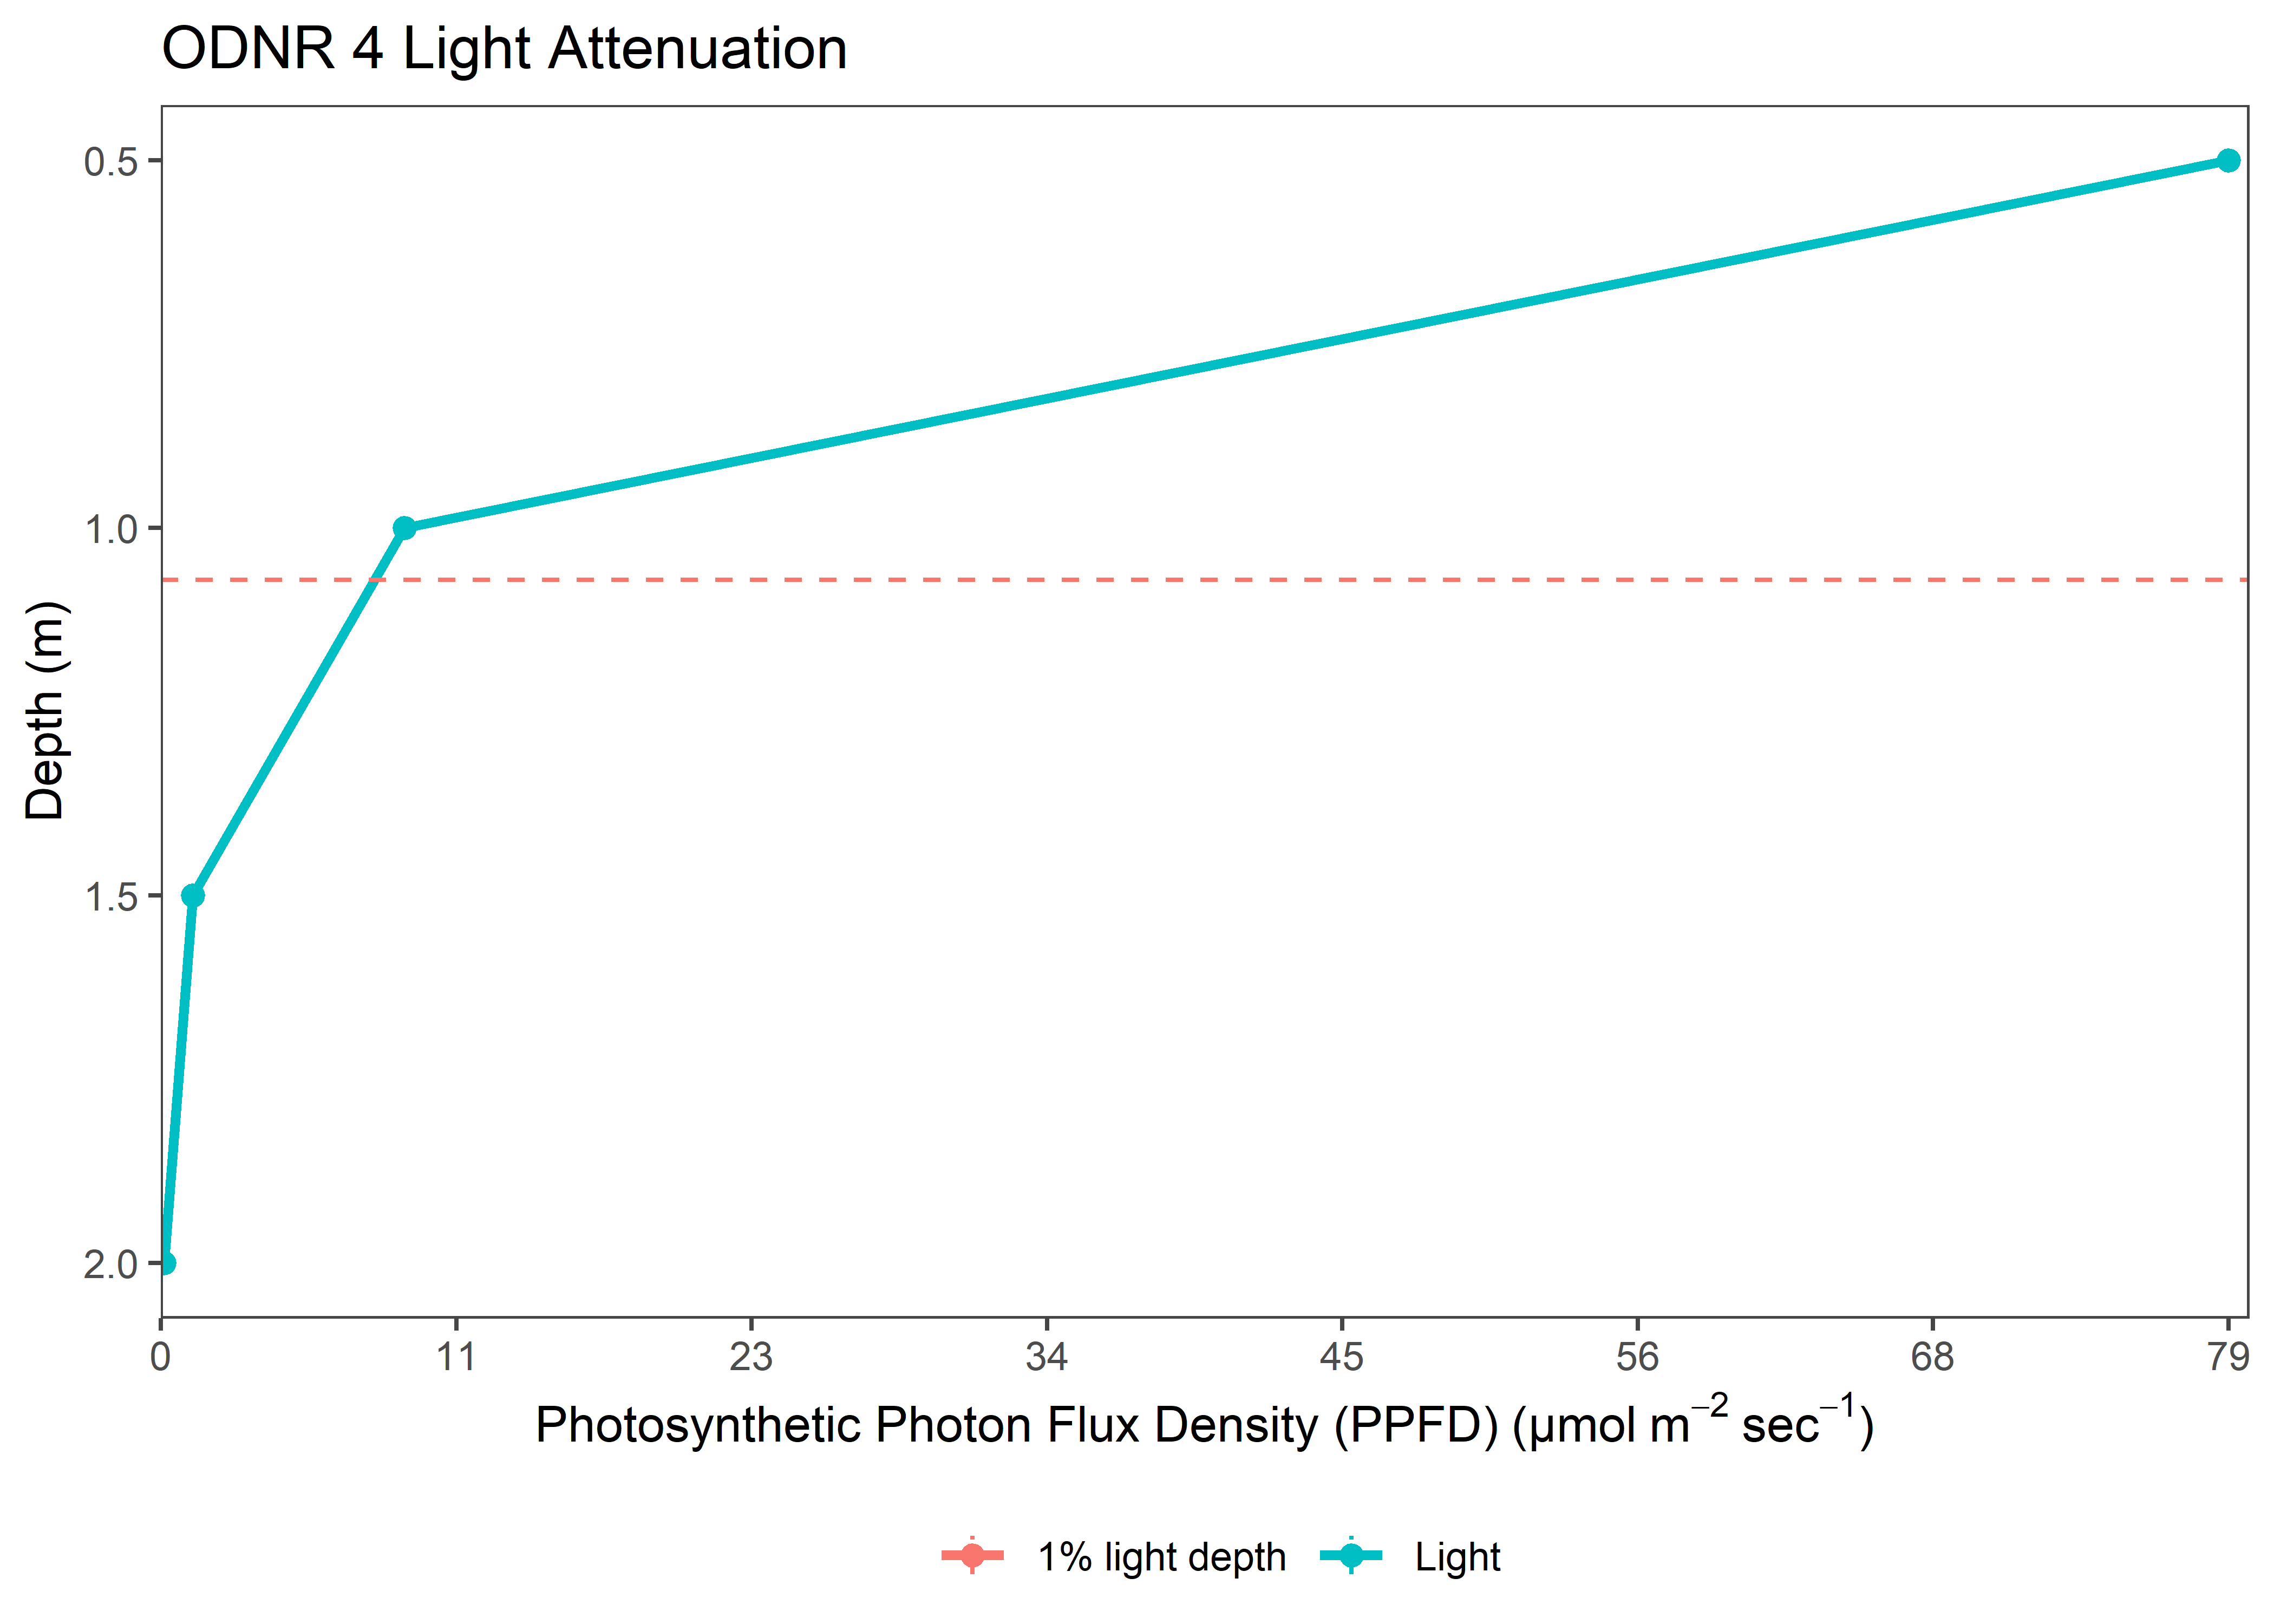 ODNR 4 Light Attenuation
0.5
1.0
1.5
2.0
Depth (m)
0 11 23 34 45 56 68 79
Photosynthetic Photon Flux Density (PPFD) (µmol m⁻² sec⁻¹)
1% light depth Light